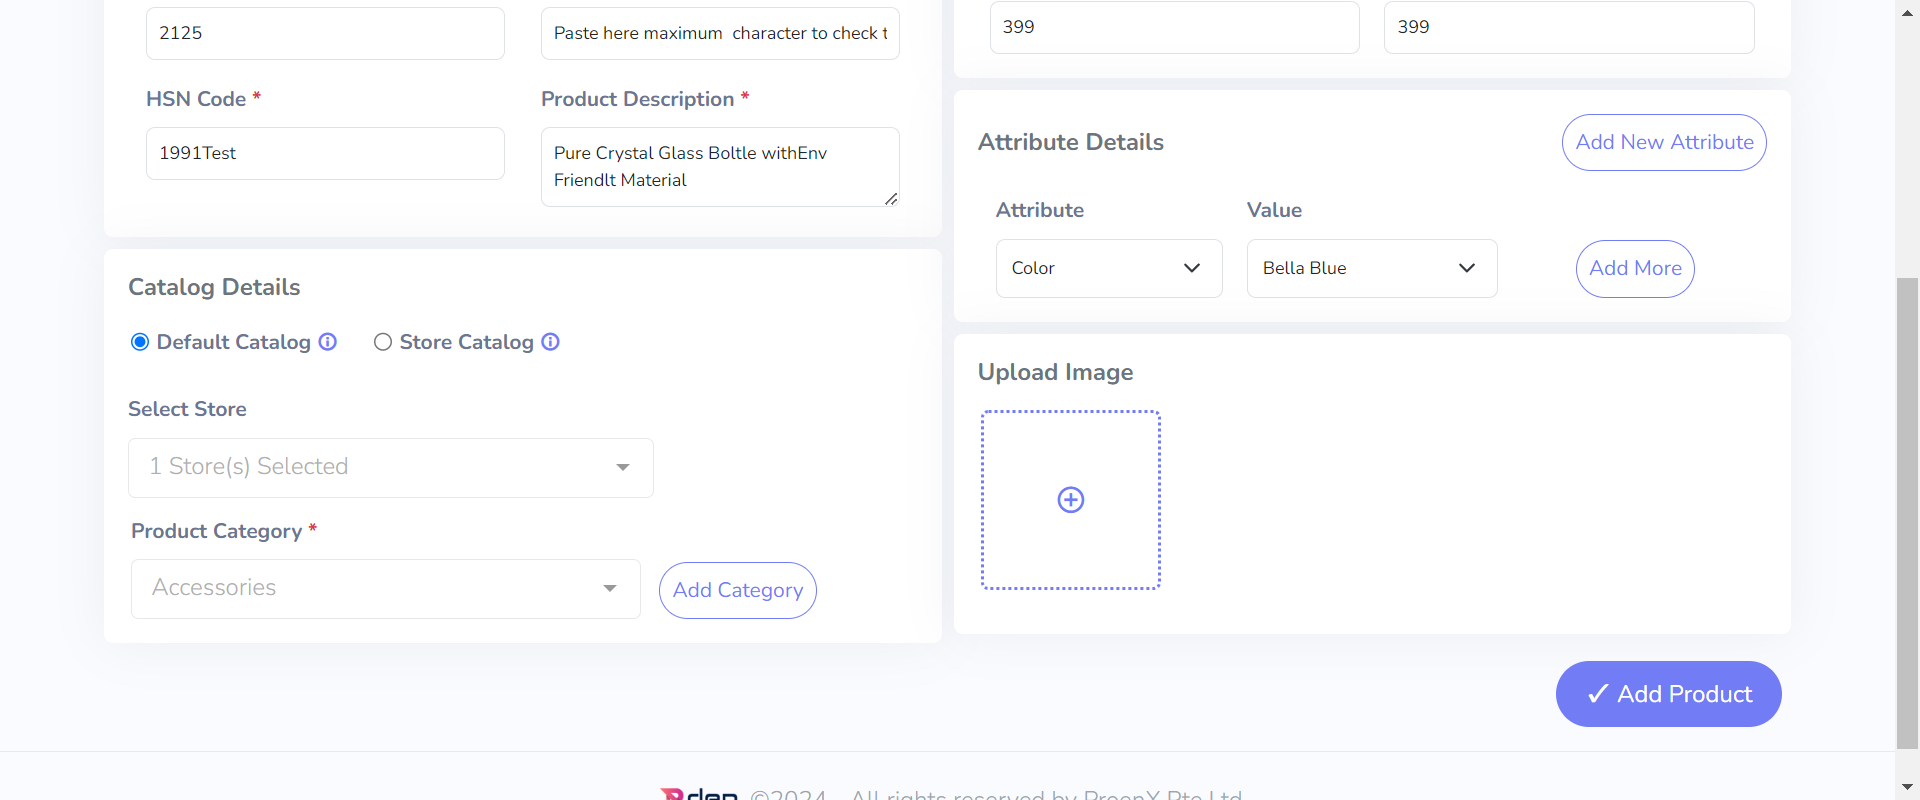 2125
Paste here maximum  character to check t
HSN Code *
Product Description *
1991Test
Pure Crystal Glass Boltle withEnv
Friendlt Material
Catalog Details
Default Catalog
Store Catalog
Select Store
1 Store(s) Selected
Product Category *
Accessories
Add Category
399
399
Attribute Details
Add New Attribute
Attribute
Value
Color
Bella Blue
Add More
Upload Image
✓ Add Product
©2024 All rights reserved by ProenX Pte Ltd